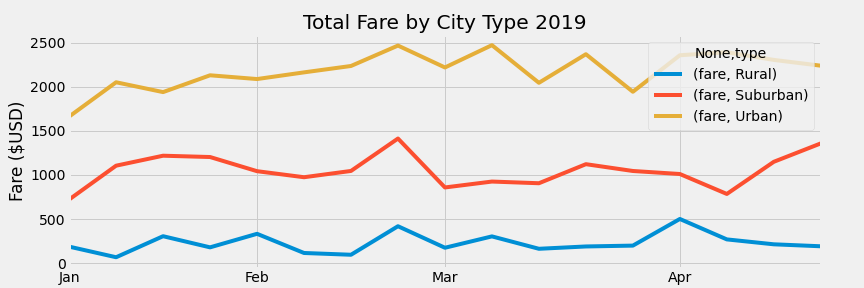 Total Fare by City Type 2019
Fare ($USD)
2500
2000
1500
1000
500
0
Jan Feb Mar Apr
None,type
(fare, Rural)
(fare, Suburban)
(fare, Urban)